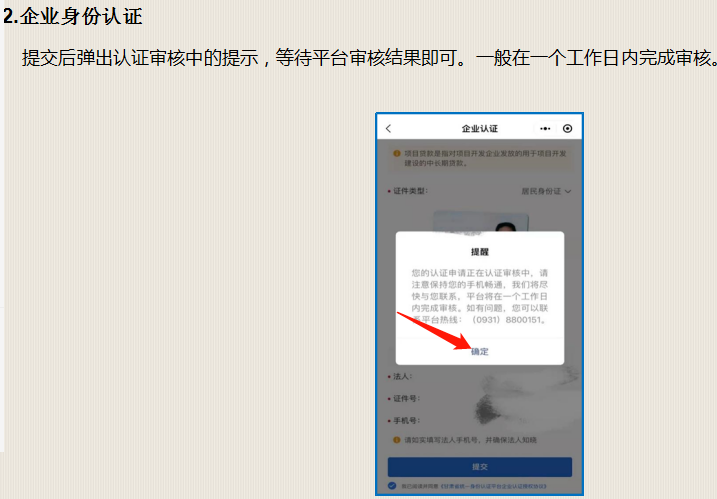 2.企业身份认证
提交后弹出认证审核中的提示，等待平台审核结果即可。一般在一个工作日内完成审核。
企业认证
项目贷款是指对项目开发企业发放的用于项目开发
建设的中长期贷款。
• 证件类型：
居民身份证
提醒
您的认证申请正在认证审核中，请
注意保持您的手机畅通，我们将尽
快与您联系，平台将在一个工作日
内完成审核。如有问题，您可以联
系平台热线：（0931）8800151。
确定
• 法人：
• 证件号：
• 手机号：
请如实填写法人手机号，并确保法人知晓
提交